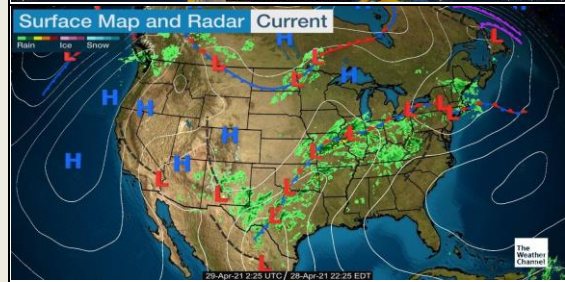 Surface Map and Radar Current
Rain Ice Snow
H
L
L
H
L
L
L
H
H
H
L
L
L
L
H
H
L
L
H
L
L
L
L
The
Weather
Channel
29-Apr-21 2:25 UTC / 28-Apr-21 22:25 EDT